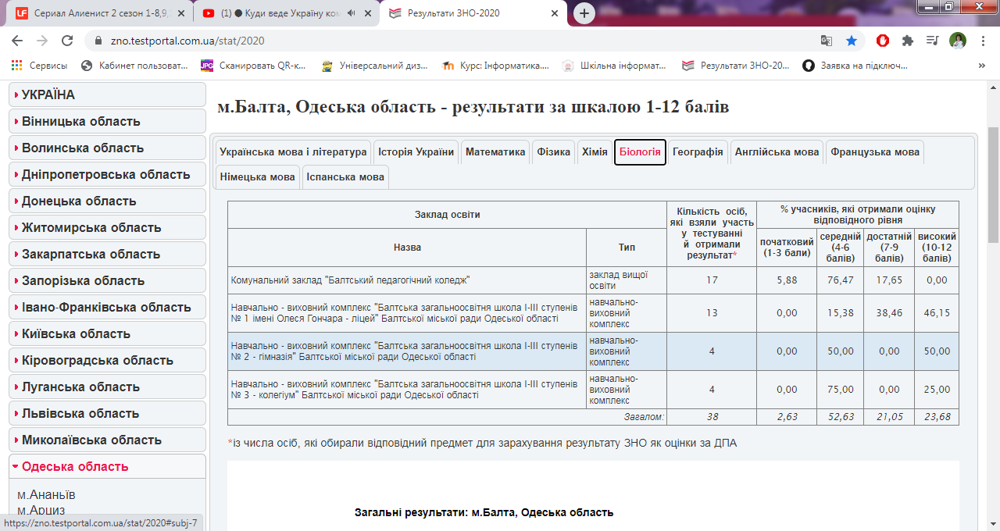 Сериал Алиенист 2 сезон 1-8,9,
(1) ● Куди веде Україну ком
Результати ЗНО-2020
zno.testportal.com.ua/stat/2020
Сервисы
Кабинет пользоват...
Сканировать QR-к...
Універсальний диз...
Курс: Інформатика....
Шкільна інформат...
Результати ЗНО-20...
Заявка на підключ...
УКРАЇНА
Вінницька область
Волинська область
Дніпропетровська область
Донецька область
Житомирська область
Закарпатська область
Запорізька область
Івано-Франківська область
Київська область
Кіровоградська область
Луганська область
Львівська область
Миколаївська область
Одеська область
м.Ананьїв
м.Арциз
https://zno.testportal.com.ua/stat/2020#subj-7
м.Балта, Одеська область - результати за шкалою 1-12 балів
Українська мова і література
Історія України
Математика
Фізика
Хімія
Біологія
Географія
Англійська мова
Французька мова
Німецька мова
Іспанська мова
Заклад освіти
Кількість осіб,
які взяли участь
у тестуванні
й отримали
результат*
% учасників, які отримали оцінку
відповідного рівня
Назва
Тип
початковий
(1-3 бали)
середній
(4-6
балів)
достатній
(7-9
балів)
високий
(10-12
балів)
Комунальний заклад "Балтський педагогічний коледж"
заклад вищої
освіти
17
5,88
76,47
17,65
0,00
Навчально - виховний комплекс "Балтська загальноосвітня школа І-ІІІ ступенів
№ 1 імені Олеся Гончара - ліцей" Балтської міської ради Одеської області
навчально-
виховний
комплекс
13
0,00
15,38
38,46
46,15
Навчально - виховний комплекс "Балтська загальноосвітня школа І-ІІІ ступенів
№ 2 - гімназія" Балтської міської ради Одеської області
навчально-
виховний
комплекс
4
0,00
50,00
0,00
50,00
Навчально - виховний комплекс "Балтська загальноосвітня школа І-ІІІ ступенів
№ 3 - колегіум" Балтської міської ради Одеської області
навчально-
виховний
комплекс
4
0,00
75,00
0,00
25,00
Загалом:
38
2,63
52,63
21,05
23,68
*із числа осіб, які обирали відповідний предмет для зарахування результату ЗНО як оцінки за ДПА
Загальні результати: м.Балта, Одеська область